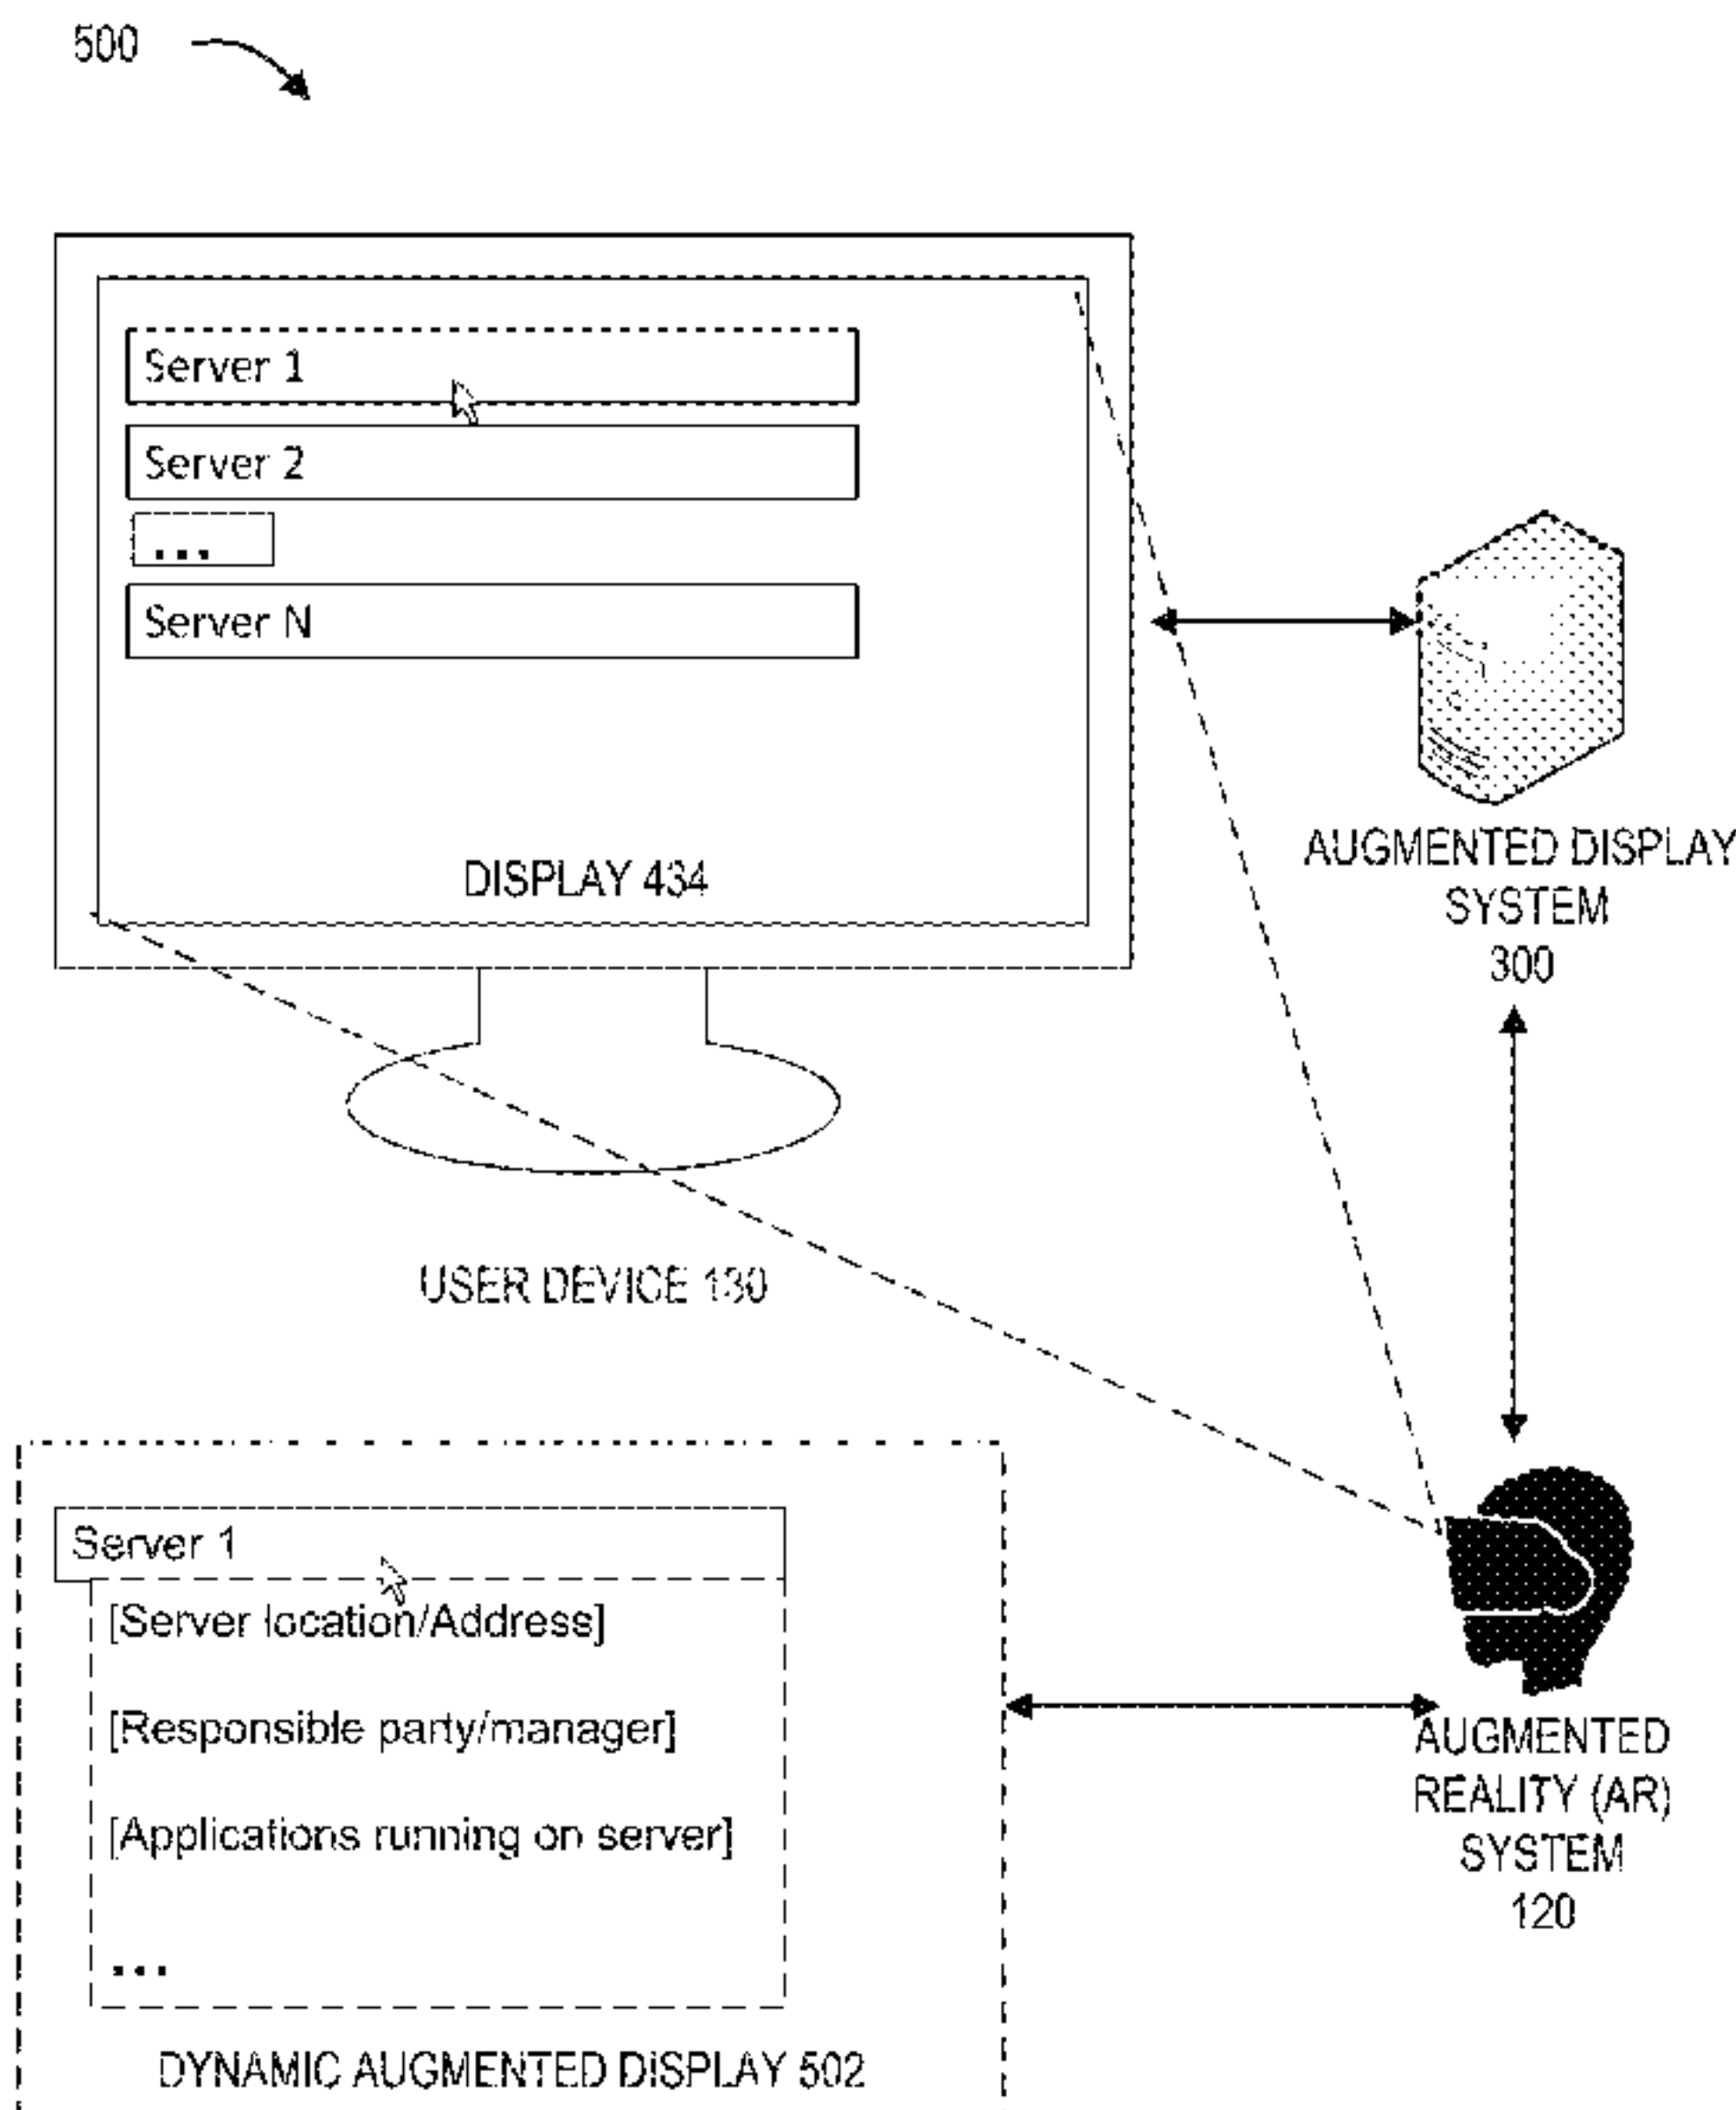 500
Server 1
Server 2
...
Server N
DISPLAY 434
AUGMENTED DISPLAY
SYSTEM
300
USER DEVICE 130
Server 1
[Server location/Address]
[Responsible party/manager]
[Applications running on server]
...
DYNAMIC AUGMENTED DISPLAY 502
AUGMENTED
REALITY (AR)
SYSTEM
120